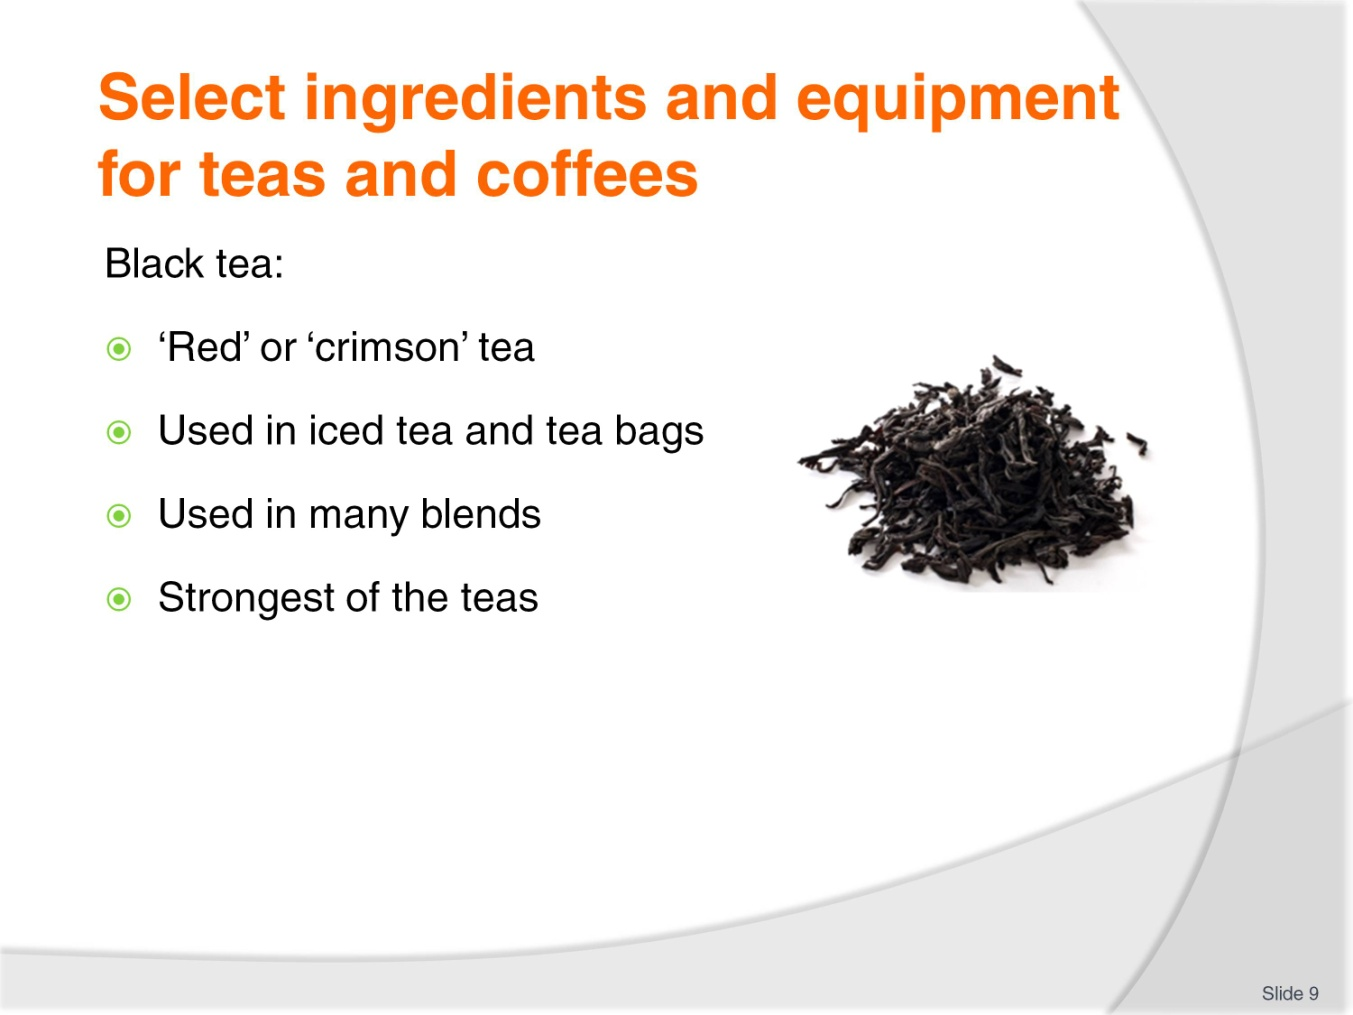 Select ingredients and equipment
for teas and coffees
Black tea:
‘Red’ or ‘crimson’ tea
Used in iced tea and tea bags
Used in many blends
Strongest of the teas
Slide 9